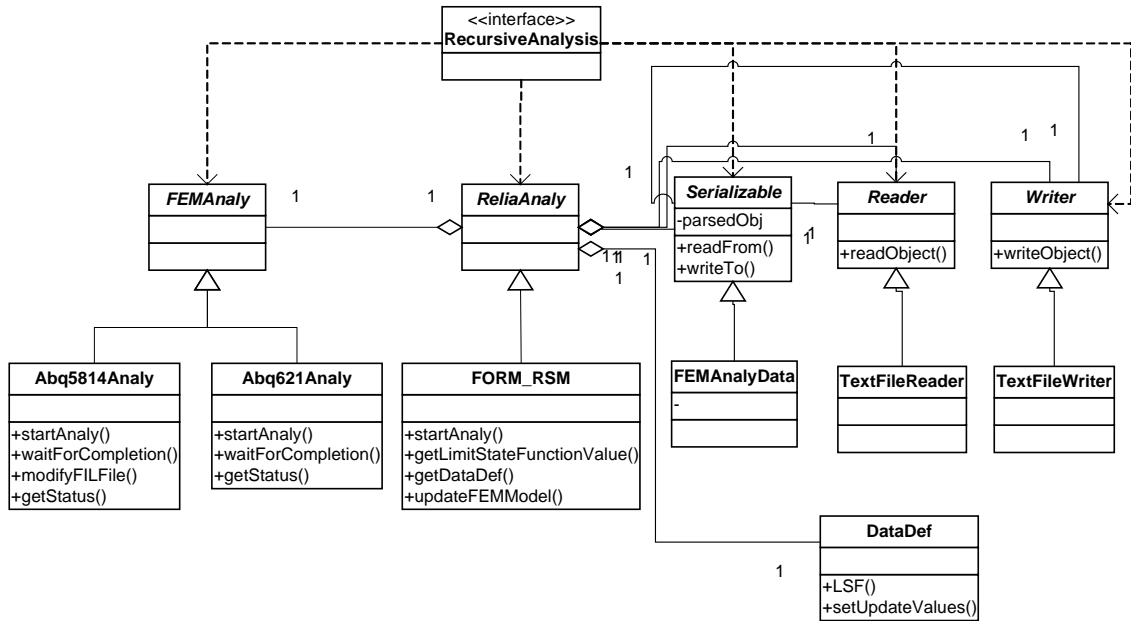 <<interface>>
RecursiveAnalysis
1
1
1
1
1
1
FEMAnaly
ReliaAnaly
Serializable
-parsedObj
+readFrom()
+writeTo()
Reader
+readObject()
Writer
+writeObject()
1
1
1
1
1
1
1
1
Abq5814Analy
+startAnaly()
+waitForCompletion()
+modifyFILFile()
+getStatus()
Abq621Analy
+startAnaly()
+waitForCompletion()
+getStatus()
FORM_RSM
+startAnaly()
+getLimitStateFunctionValue()
+getDataDef()
+updateFEMModel()
FEMAnalyData
-
TextFileReader
TextFileWriter
DataDef
+LSF()
+setUpdateValues()
1